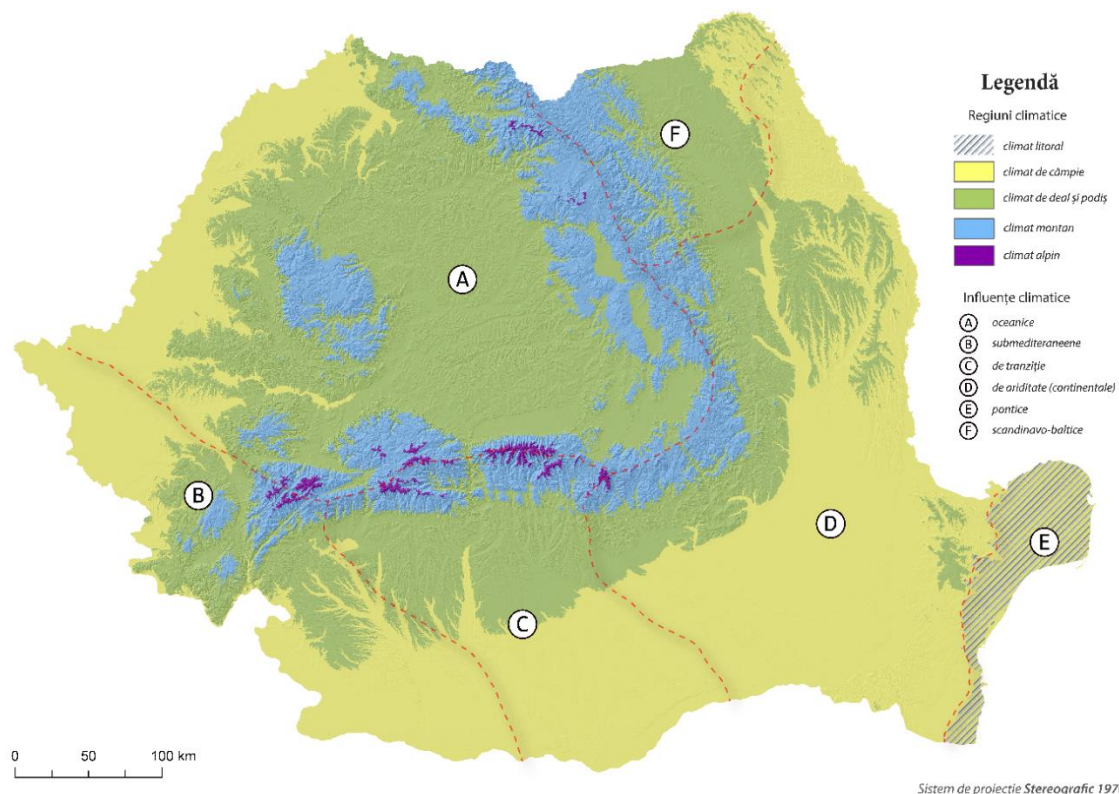 Legendă
Regiuni climatice
climat litoral
climat de câmpie
climat de deal și podiș
climat montan
climat alpin
Influențe climatice
A oceanice
B submediteraneene
C de tranziție
D de ariditate (continentale)
E pontice
F scandinavo-baltice
F
A
B
D
E
C
0 50 100 km
Sistem de proiecție Stereografic 197